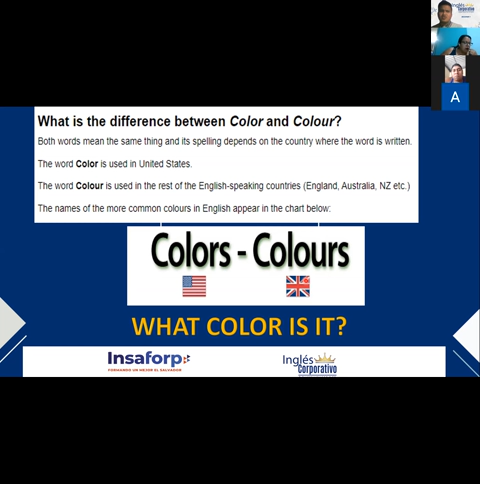 Inglés
Corporativo
A
What is the difference between Color and Colour?
Both words mean the same thing and its spelling depends on the country where the word is written.
The word Color is used in United States.
The word Colour is used in the rest of the English-speaking countries (England, Australia, NZ etc.)
The names of the more common colours in English appear in the chart below:
Colors - Colours
WHAT COLOR IS IT?
Insaforp
FORMANDO UN MEJOR EL SALVADOR
Inglés
Corporativo